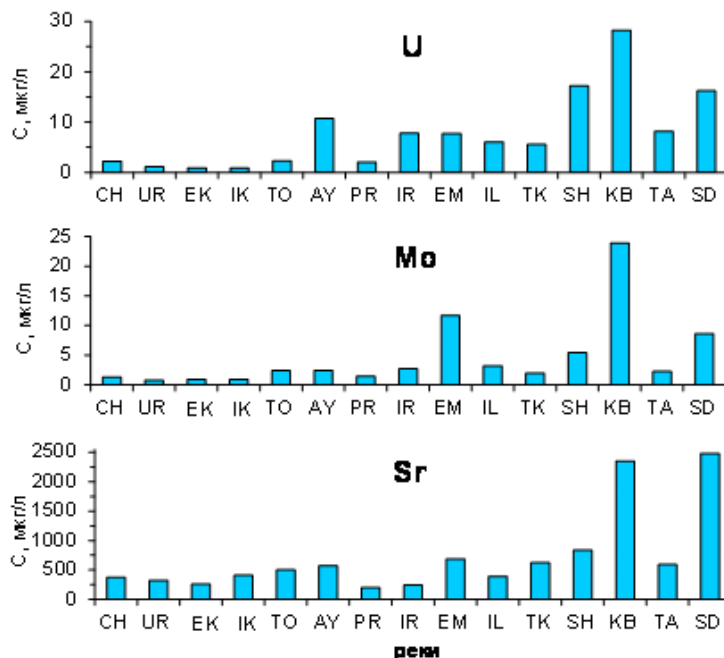 U
С, мкг/л
30
20
10
0
CH UR EK IK TO AY PR IR EM IL TK SH KB TA SD
Mo
С, мкг/л
25
20
15
10
5
0
CH UR EK IK TO AY PR IR EM IL TK SH KB TA SD
Sr
С, мкг/л
2500
2000
1500
1000
500
0
CH UR EK IK TO AY PR IR EM IL TK SH KB TA SD
реки